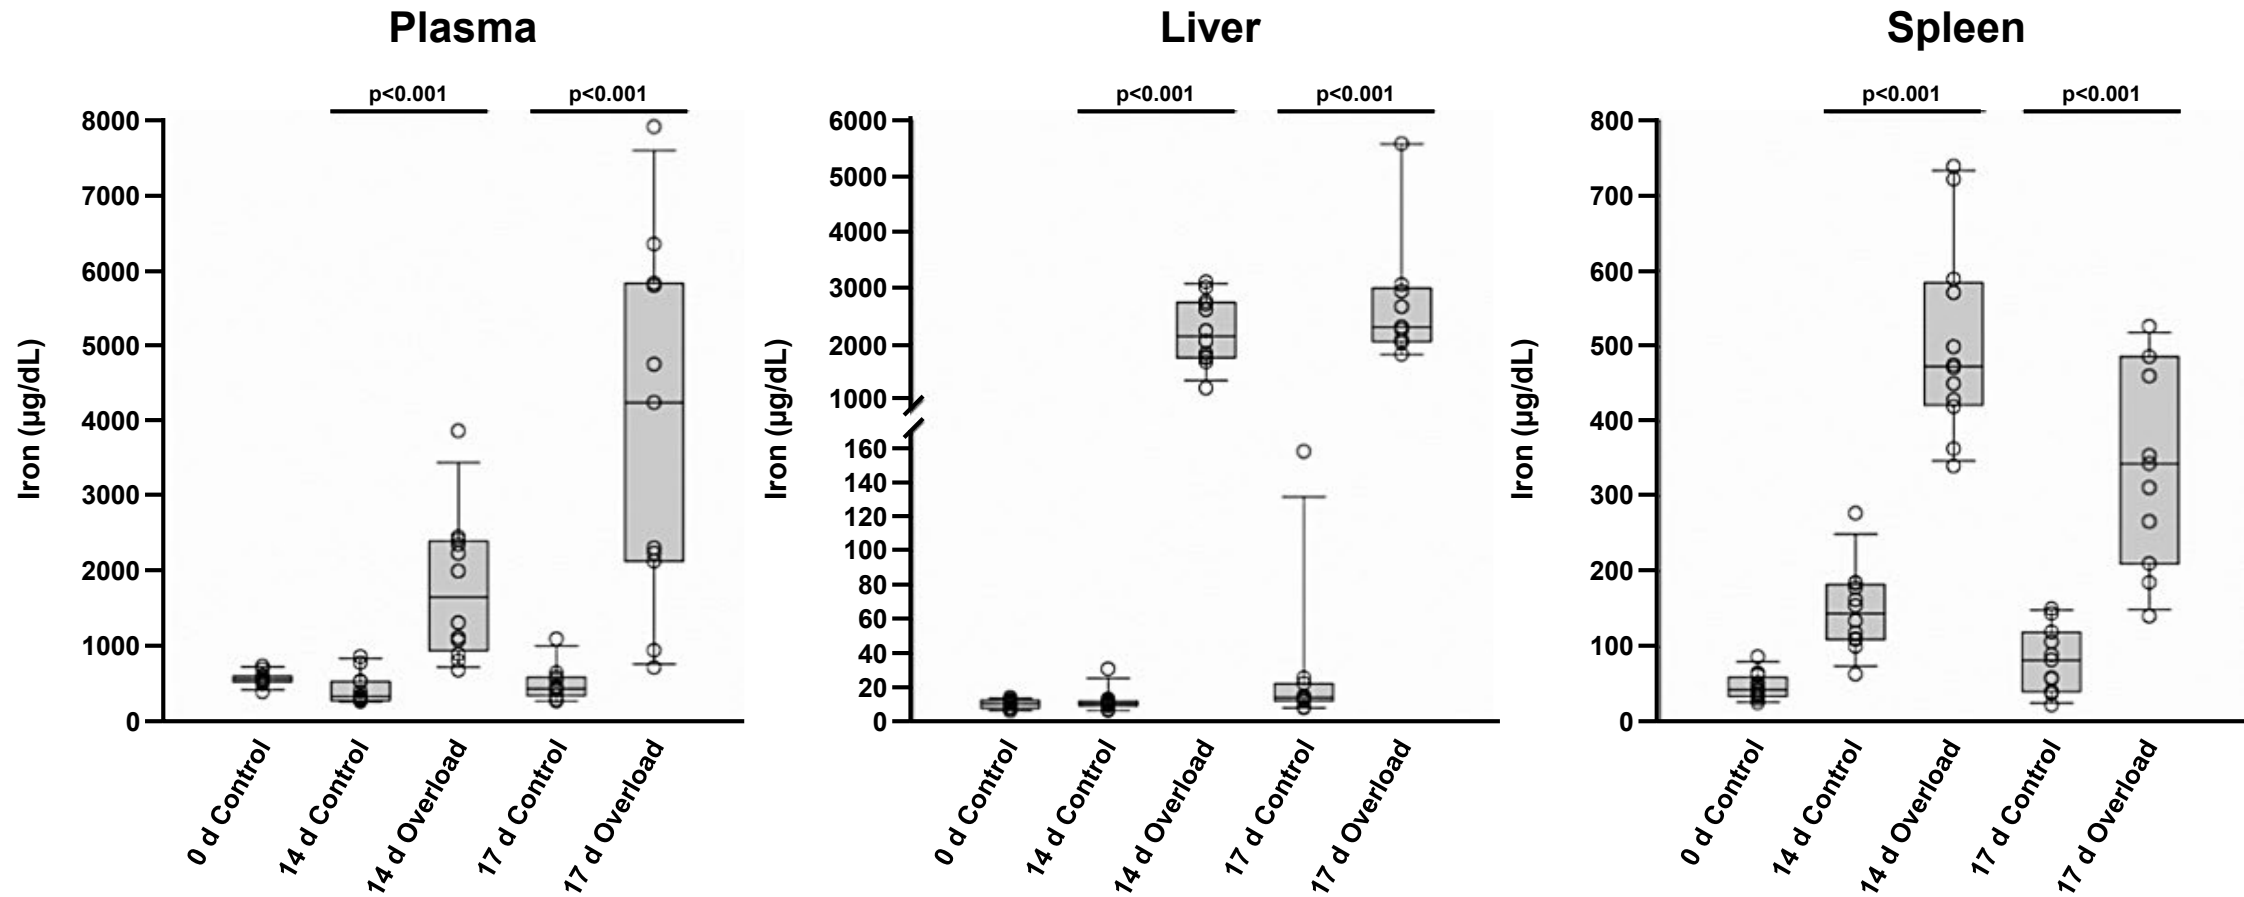 Plasma
p<0.001
p<0.001
Iron (µg/dL)
8000
7000
6000
5000
4000
3000
2000
1000
0
0 d Control
14 d Control
14 d Overload
17 d Control
17 d Overload
Liver
p<0.001
p<0.001
Iron (µg/dL)
6000
5000
4000
3000
2000
1000
160
140
120
100
80
60
40
20
0
0 d Control
14 d Control
14 d Overload
17 d Control
17 d Overload
Spleen
p<0.001
p<0.001
Iron (µg/dL)
800
700
600
500
400
300
200
100
0
0 d Control
14 d Control
14 d Overload
17 d Control
17 d Overload